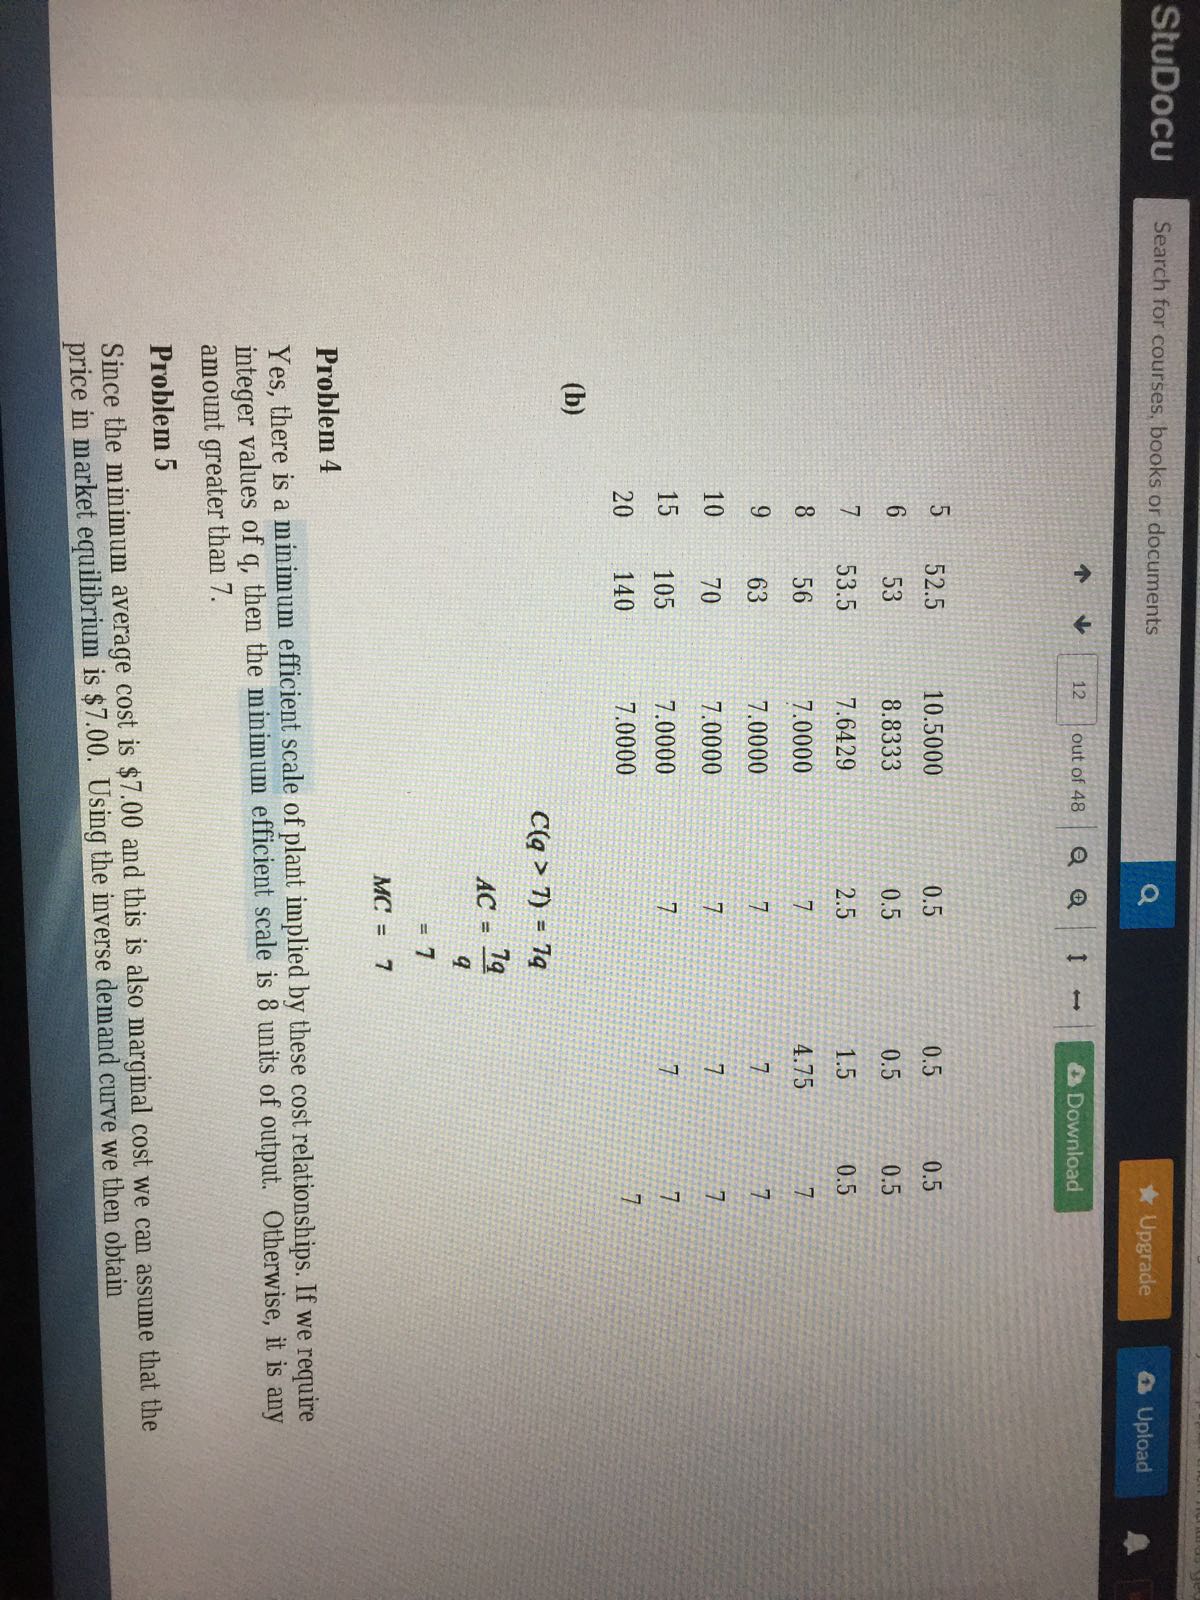 StuDocu Search for courses, books or documents Upgrade Upload
12 out of 48 Download
5 52.5 10.5000 0.5 0.5 0.5
6 53 8.8333 0.5 0.5 0.5
7 53.5 7.6429 2.5 1.5 0.5
8 56 7.0000 7 4.75 7
9 63 7.0000 7 7 7
10 70 7.0000 7 7 7
15 105 7.0000 7 7 7
20 140 7.0000 7
(b)
C(q > 7) = 7q
AC = 7q
q
= 7
MC = 7
Problem 4
Yes, there is a minimum efficient scale of plant implied by these cost relationships. If we require
integer values of q, then the minimum efficient scale is 8 units of output. Otherwise, it is any
amount greater than 7.
Problem 5
Since the minimum average cost is $7.00 and this is also marginal cost we can assume that the
price in market equilibrium is $7.00. Using the inverse demand curve we then obtain